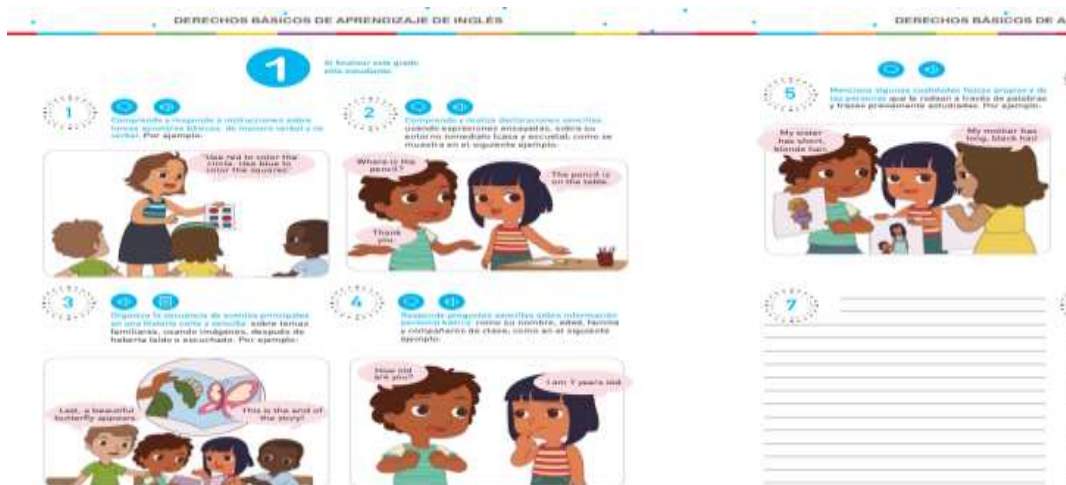 DERECHOS BÁSICOS DE APRENDIZAJE DE INGLÉS
1
Al finalizar este grado
este estudiante:
1
Comprende y responde a instrucciones sobre
tareas escolares básicas, de manera verbal y no
verbal. Por ejemplo:
"Use red to color the
circle. Use blue to
color the squares."
2
Comprende y realiza declaraciones sencillas,
usando expresiones ensayadas, sobre su
entorno inmediato (casa y escuela), como se
muestra en el siguiente ejemplo:
Where is the
pencil?
The pencil is
on the table.
Thank
you.
3
Organiza la secuencia de eventos principales
en una historia corta y sencilla sobre temas
familiares, usando imágenes, después de
haberla leído o escuchado. Por ejemplo:
Last, a beautiful
butterfly appears.
This is the end of
the story!
4
Responde preguntas sencillas sobre información
personal básica, como su nombre, edad, familia
y compañeros de clase, como en el siguiente
ejemplo:
How old
are you?
I am 7 years old
DERECHOS BÁSICOS DE A
5
Menciona algunas cualidades físicas propias y de
las personas que le rodean a través de palabras
y frases previamente estudiadas. Por ejemplo:
My sister
has short,
blonde hair.
My mother has
long, black hair.
7